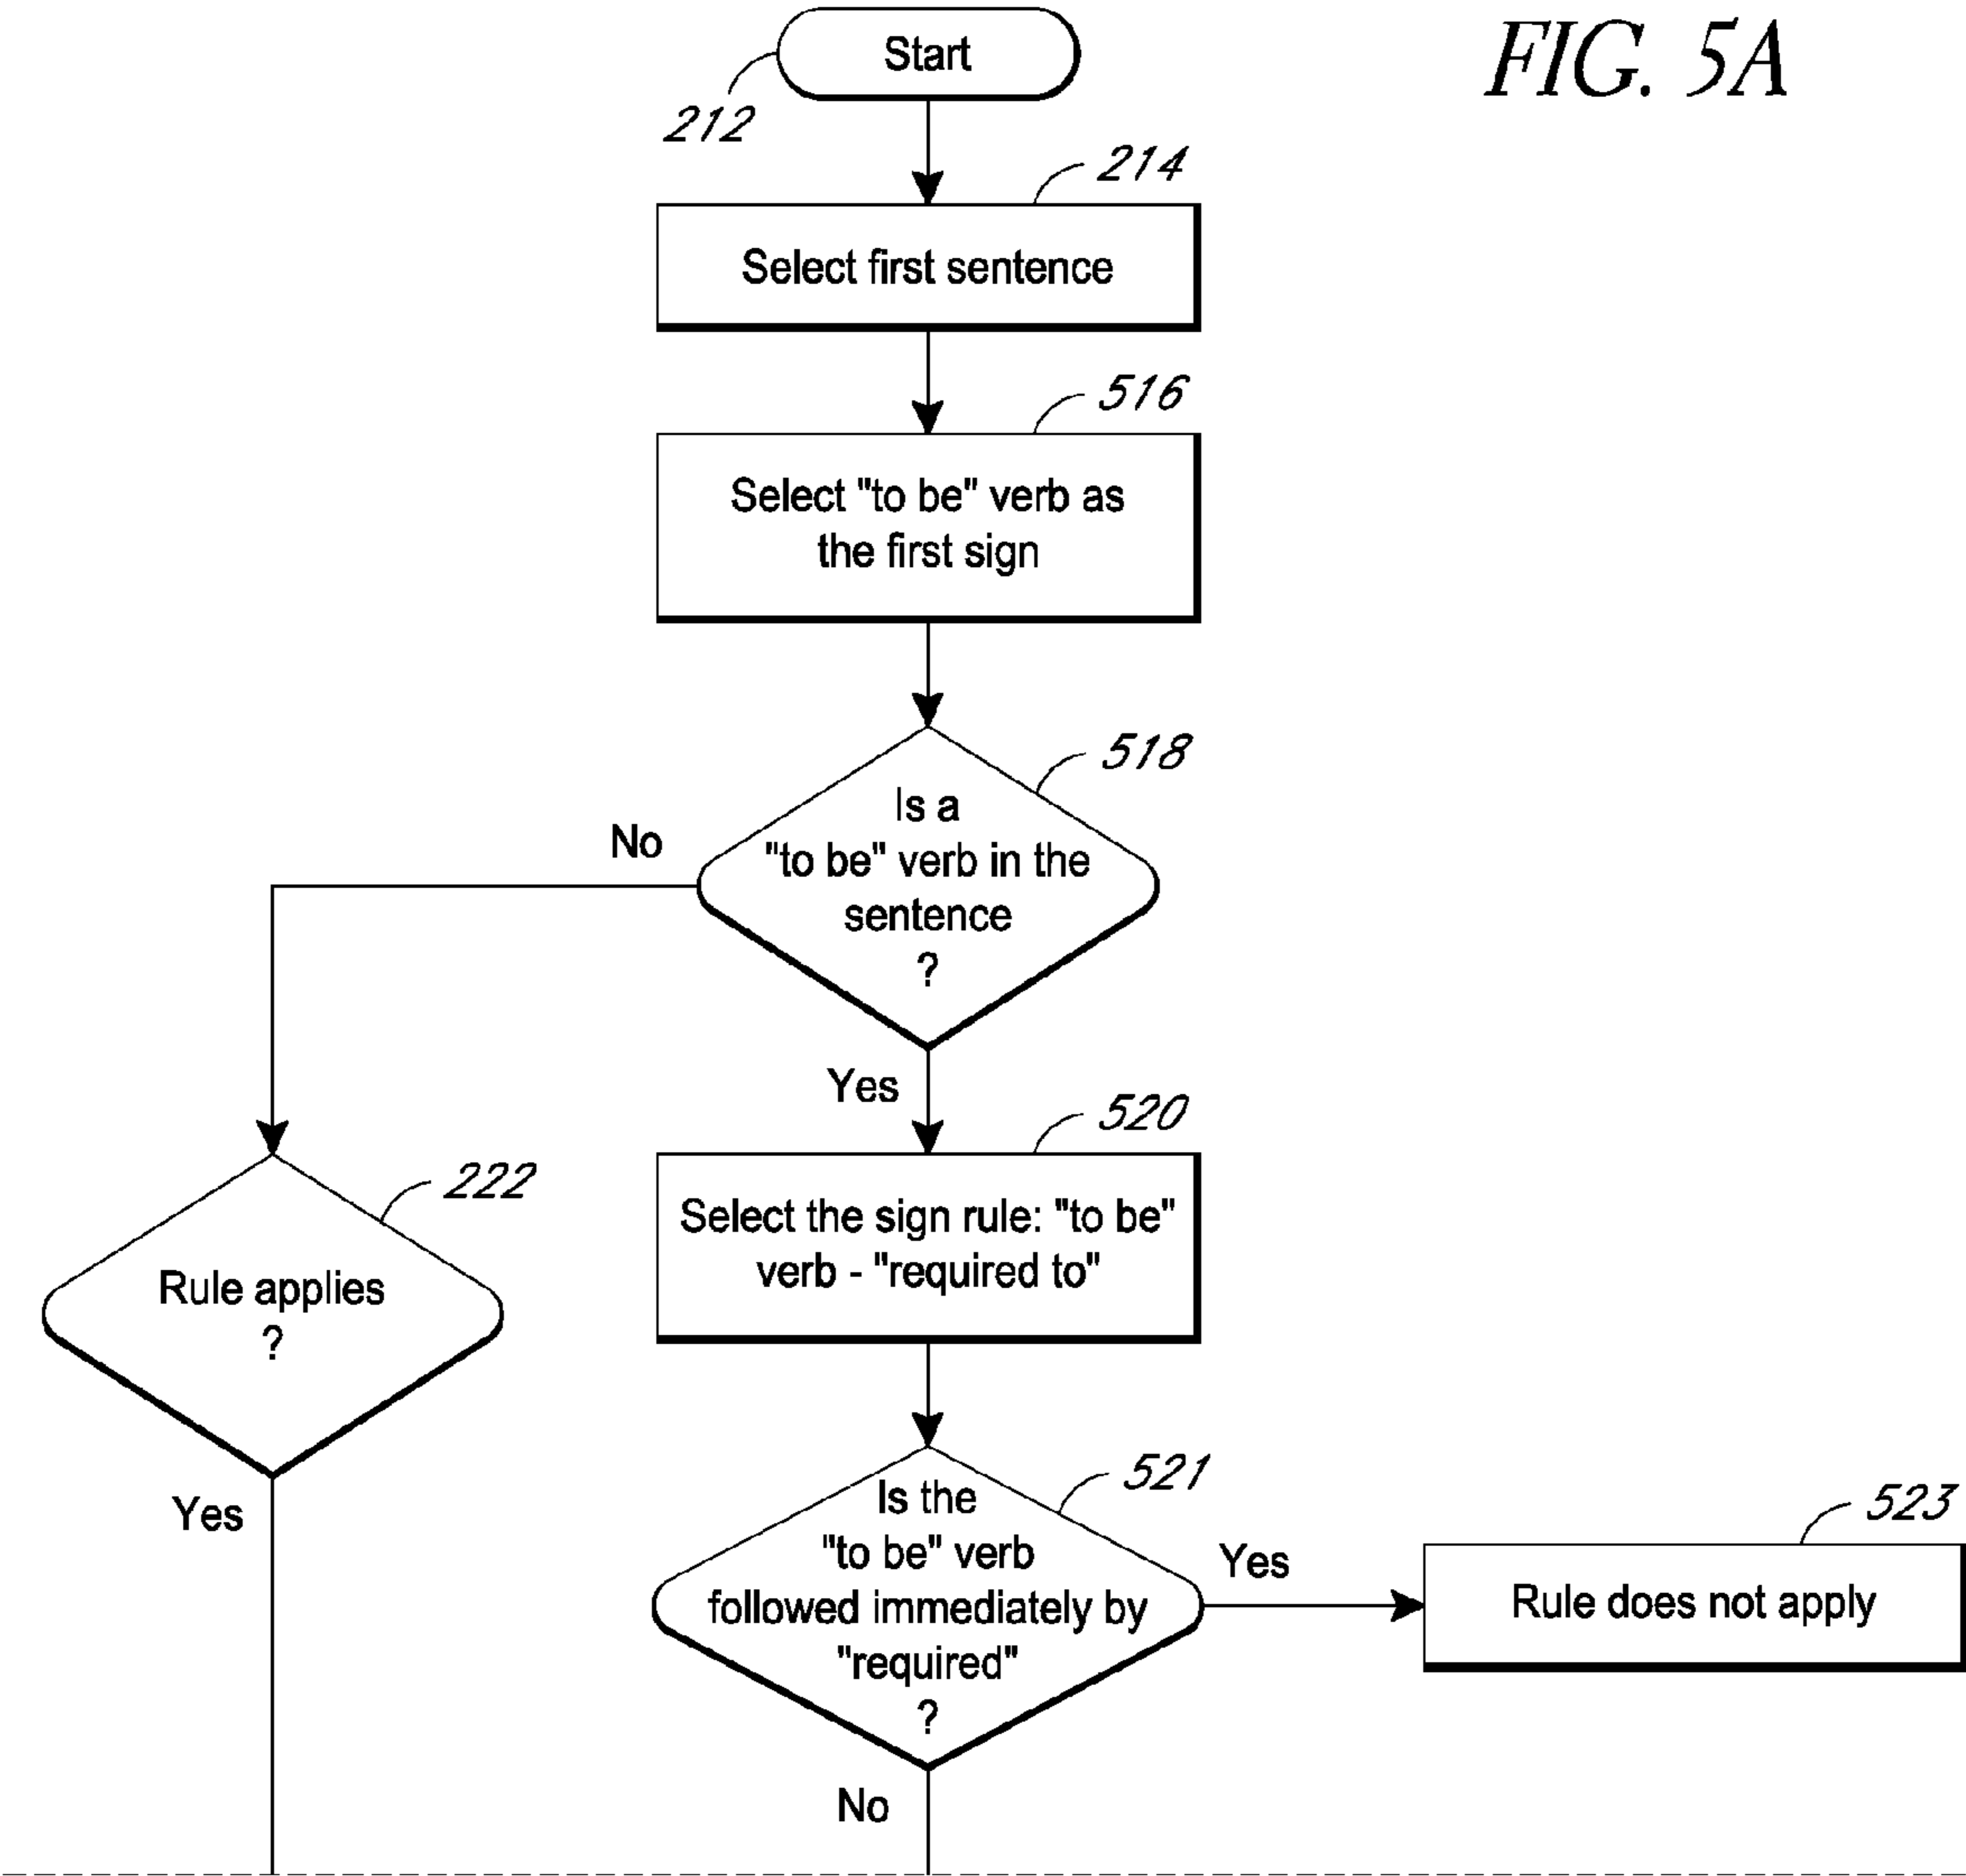 FIG. 5A
Start
212
214
Select first sentence
516
Select "to be" verb as
the first sign
518
Is a
"to be" verb in the
sentence
?
No
Yes
520
222
Select the sign rule: "to be"
verb - "required to"
Rule applies
?
Yes
521
Is the
"to be" verb
followed immediately by
"required"
?
Yes
523
Rule does not apply
No